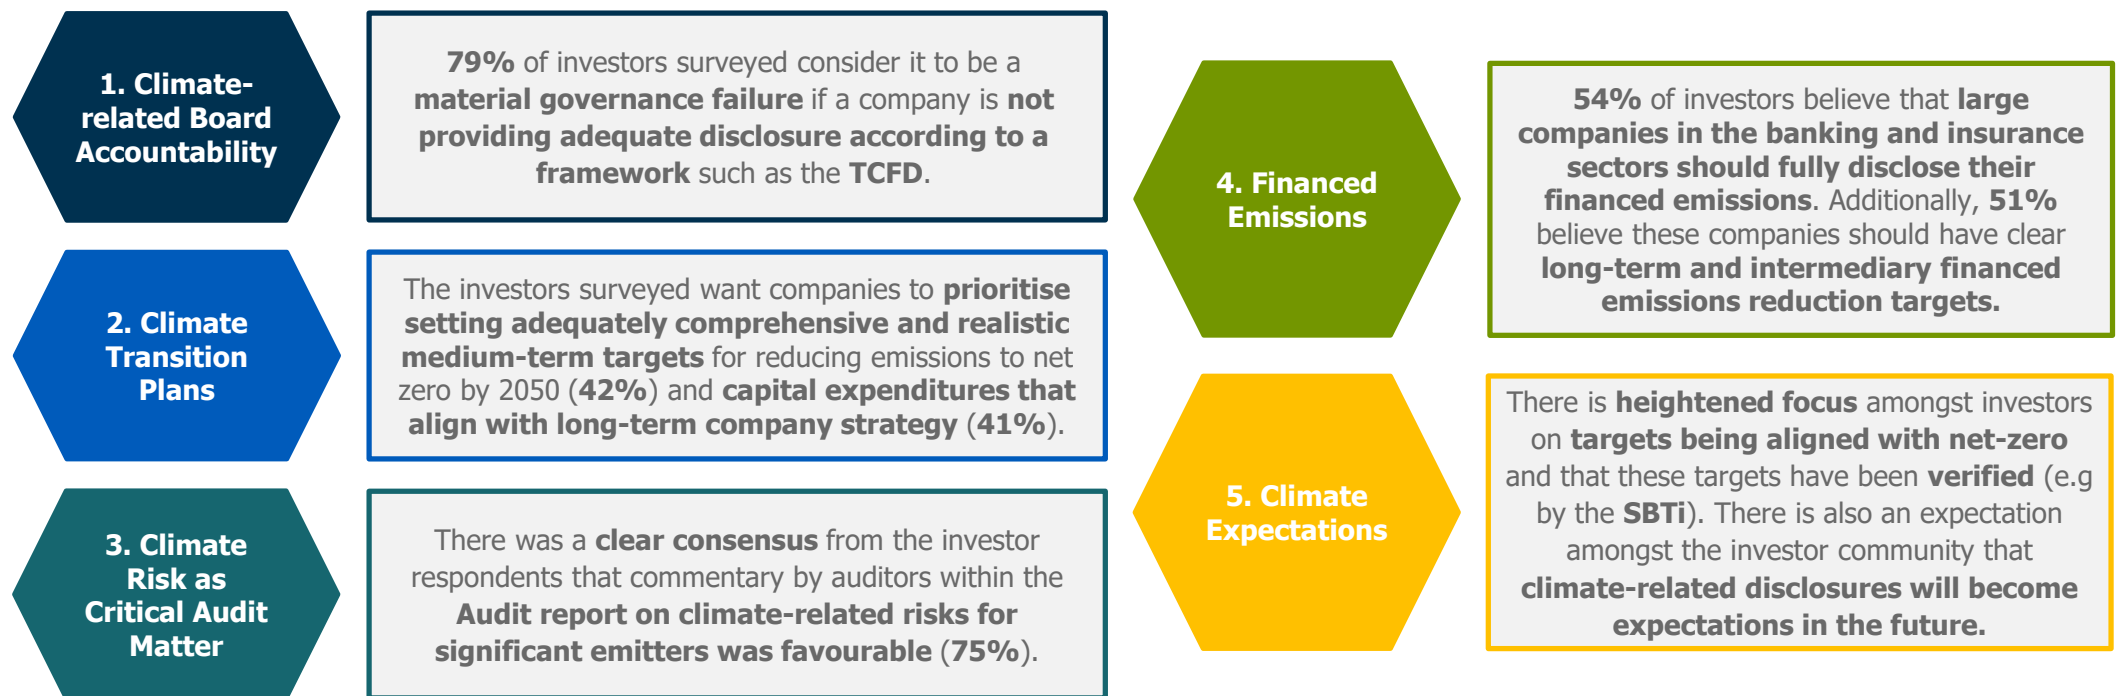 1. Climate-
related Board
Accountability
79% of investors surveyed consider it to be a
material governance failure if a company is not
providing adequate disclosure according to a
framework such as the TCFD.
2. Climate
Transition
Plans
The investors surveyed want companies to prioritise
setting adequately comprehensive and realistic
medium-term targets for reducing emissions to net
zero by 2050 (42%) and capital expenditures that
align with long-term company strategy (41%).
3. Climate
Risk as
Critical Audit
Matter
There was a clear consensus from the investor
respondents that commentary by auditors within the
Audit report on climate-related risks for
significant emitters was favourable (75%).
4. Financed
Emissions
54% of investors believe that large
companies in the banking and insurance
sectors should fully disclose their
financed emissions. Additionally, 51%
believe these companies should have clear
long-term and intermediary financed
emissions reduction targets.
5. Climate
Expectations
There is heightened focus amongst investors
on targets being aligned with net-zero
and that these targets have been verified (e.g
by the SBTi). There is also an expectation
amongst the investor community that
climate-related disclosures will become
expectations in the future.